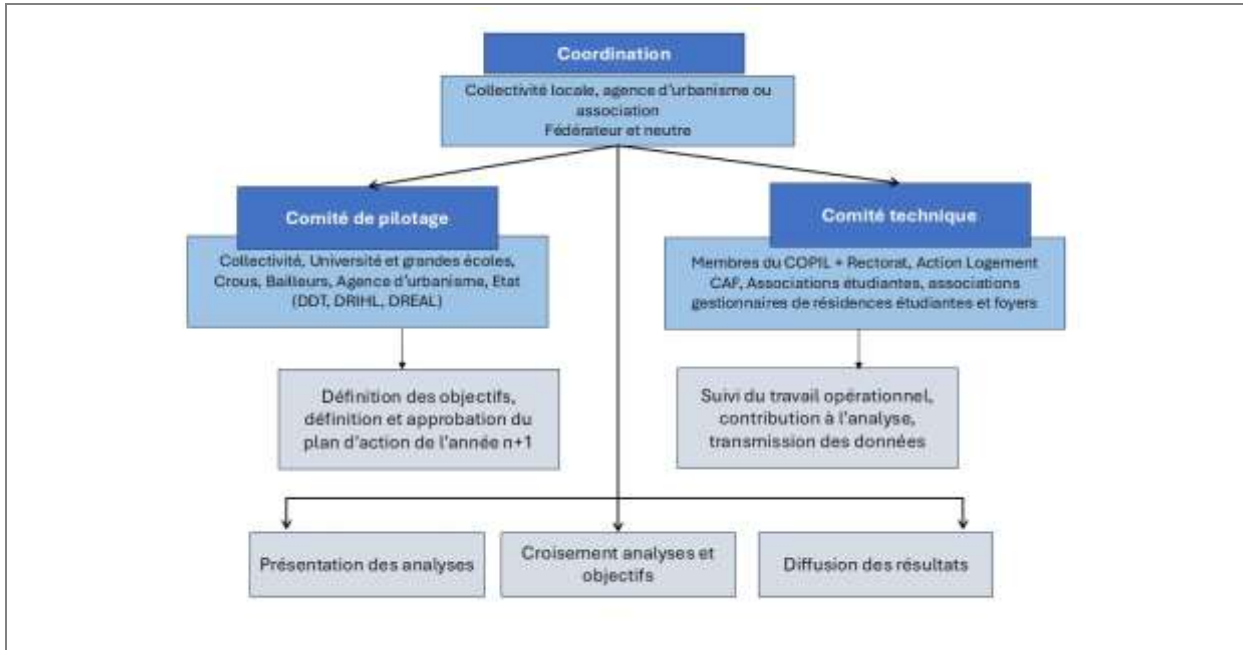 Coordination
Collectivité locale, agence d'urbanisme ou
association
Fédérateur et neutre
Comité de pilotage
Collectivité, Université et grandes écoles,
Crous, Bailleurs, Agence d'urbanisme, Etat
(DDT, DRIHL, DREAL)
Définition des objectifs,
définition et approbation du
plan d'action de l'année n+1
Comité technique
Membres du COPIL + Rectorat, Action Logement
CAF, Associations étudiantes, associations
gestionnaires de résidences étudiantes et foyers
Suivi du travail opérationnel,
contribution à l'analyse,
transmission des données
Présentation des analyses
Croisement analyses et
objectifs
Diffusion des résultats